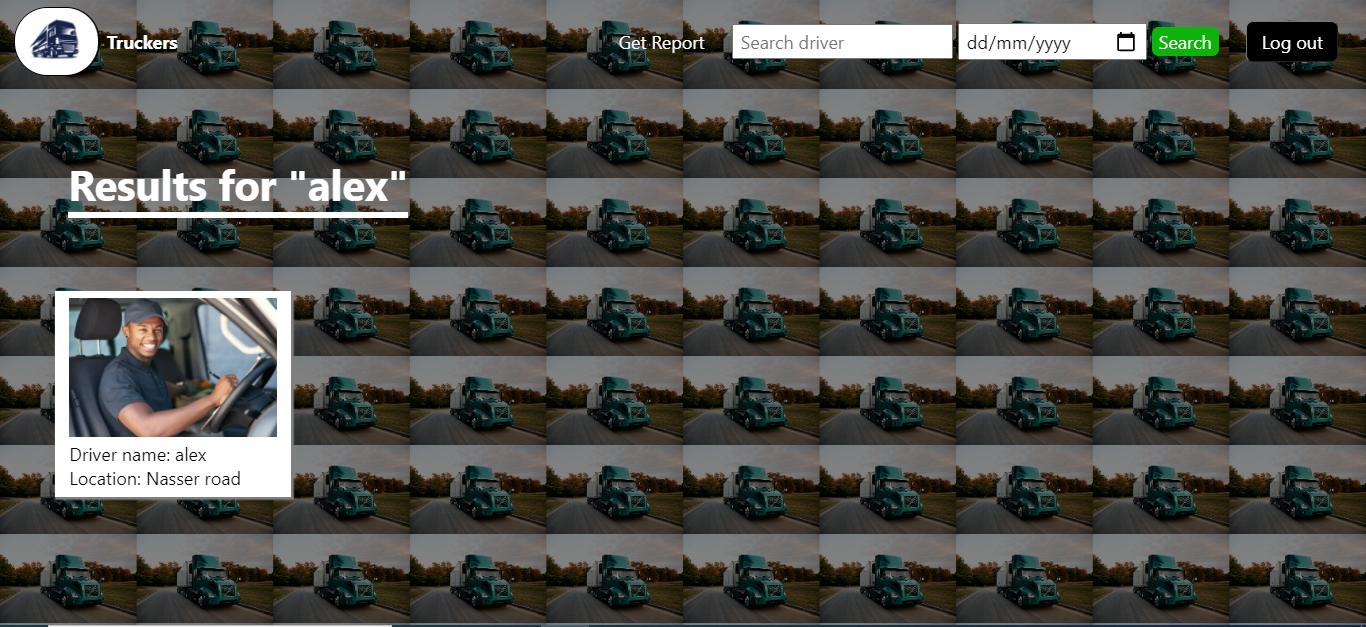 Truckers
Get Report
Search driver
dd/mm/yyyy
Search
Log out
Results for "alex"
Driver name: alex
Location: Nasser road